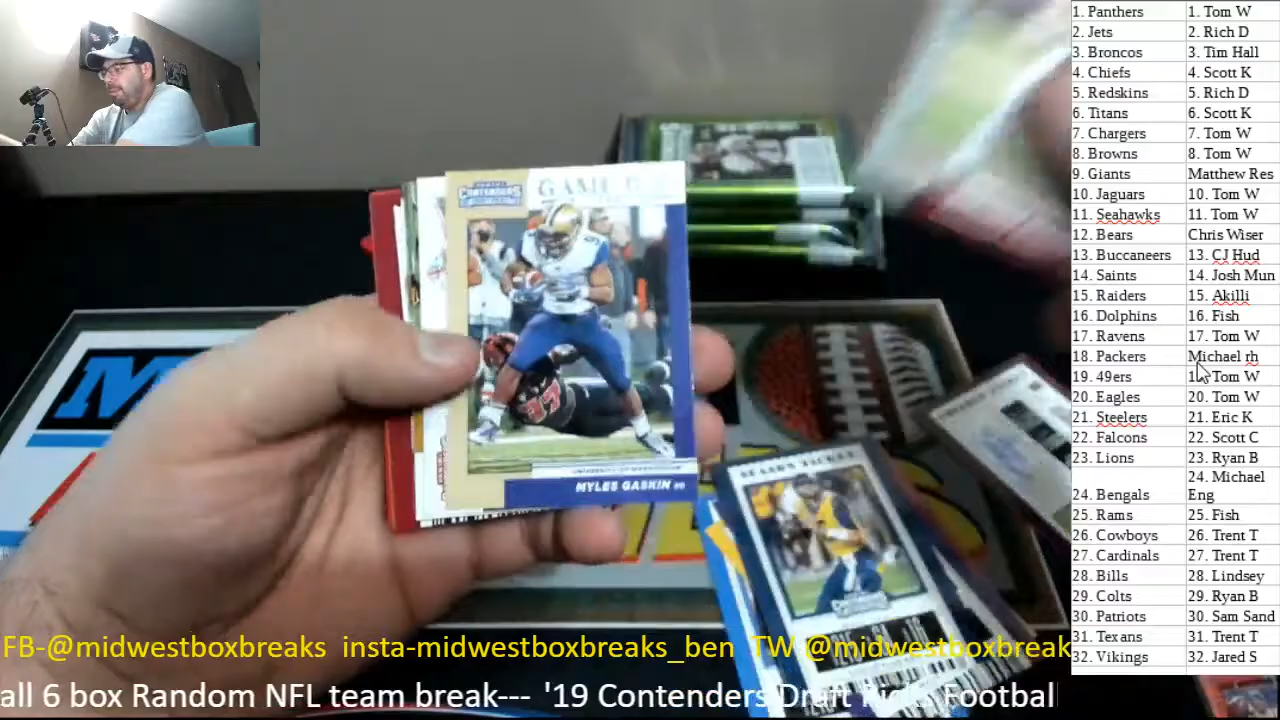 1. Panthers 1. Tom W
2. Jets 2. Rich D
3. Broncos 3. Tim Hall
4. Chiefs 4. Scott K
5. Redskins 5. Rich D
6. Titans 6. Scott K
7. Chargers 7. Tom W
8. Browns 8. Tom W
9. Giants Matthew Res
10. Jaguars 10. Tom W
11. Seahawks 11. Tom W
12. Bears Chris Wiser
13. Buccaneers 13. CJ Hud
14. Saints 14. Josh Mun
15. Raiders 15. Akilli
16. Dolphins 16. Fish
17. Ravens 17. Tom W
18. Packers Michael rh
19. 49ers Tom W
20. Eagles 20. Tom W
21. Steelers 21. Eric K
22. Falcons 22. Scott C
23. Lions 23. Ryan B
24. Michael
24. Bengals Eng
25. Rams 25. Fish
26. Cowboys 26. Trent T
27. Cardinals 27. Trent T
28. Bills 28. Lindsey
29. Colts 29. Ryan B
30. Patriots 30. Sam Sand
31. Texans 31. Trent T
32. Vikings 32. Jared S
CONTENDERS
GAME
MYLES GASKIN
SEASON TICKET
FB-@midwestboxbreaks insta-midwestboxbreaks_ben TW @midwestboxbreak
all 6 box Random NFL team break--- '19 Contenders Draft Picks Football